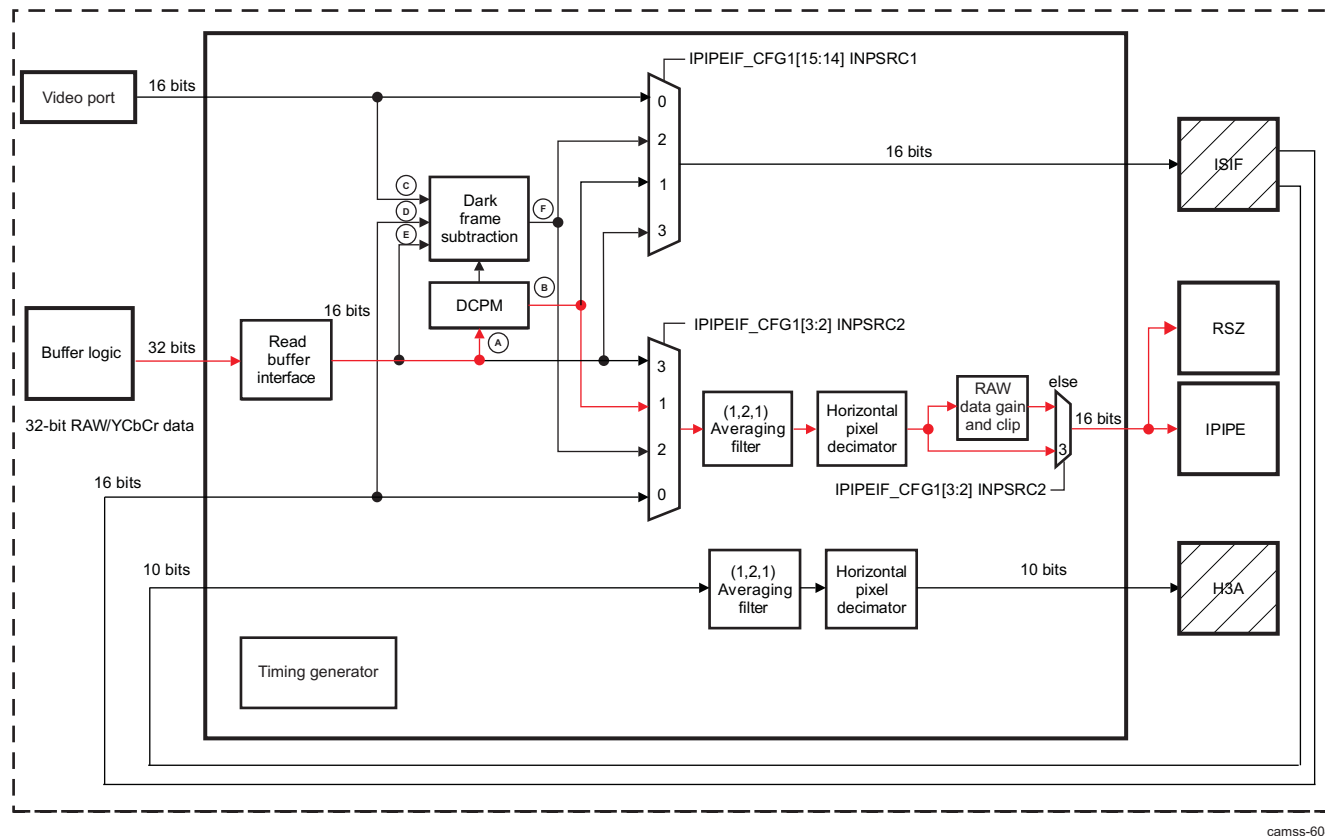 IPIPEIF_CFG1[15:14] INPSRC1
Video port
16 bits
0
2
1
3
16 bits
ISIF
C
D
E
Dark
frame
subtraction
F
DCPM
B
A
Buffer logic
32 bits
32-bit RAW/YCbCr data
Read
buffer
interface
16 bits
IPIPEIF_CFG1[3:2] INPSRC2
3
1
2
0
(1,2,1)
Averaging
filter
Horizontal
pixel
decimator
RAW
data gain
and clip
else
3
16 bits
IPIPEIF_CFG1[3:2] INPSRC2
RSZ
IPIPE
16 bits
10 bits
(1,2,1)
Averaging
filter
Horizontal
pixel
decimator
10 bits
H3A
Timing generator
camss-60